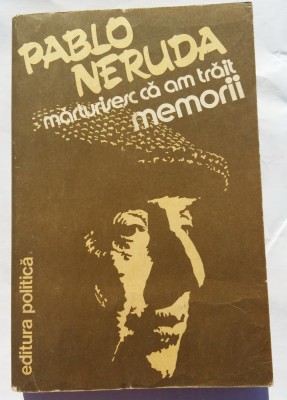 PABLO
NERUDA
mărturisesc că am trăit
memorii
editura politică